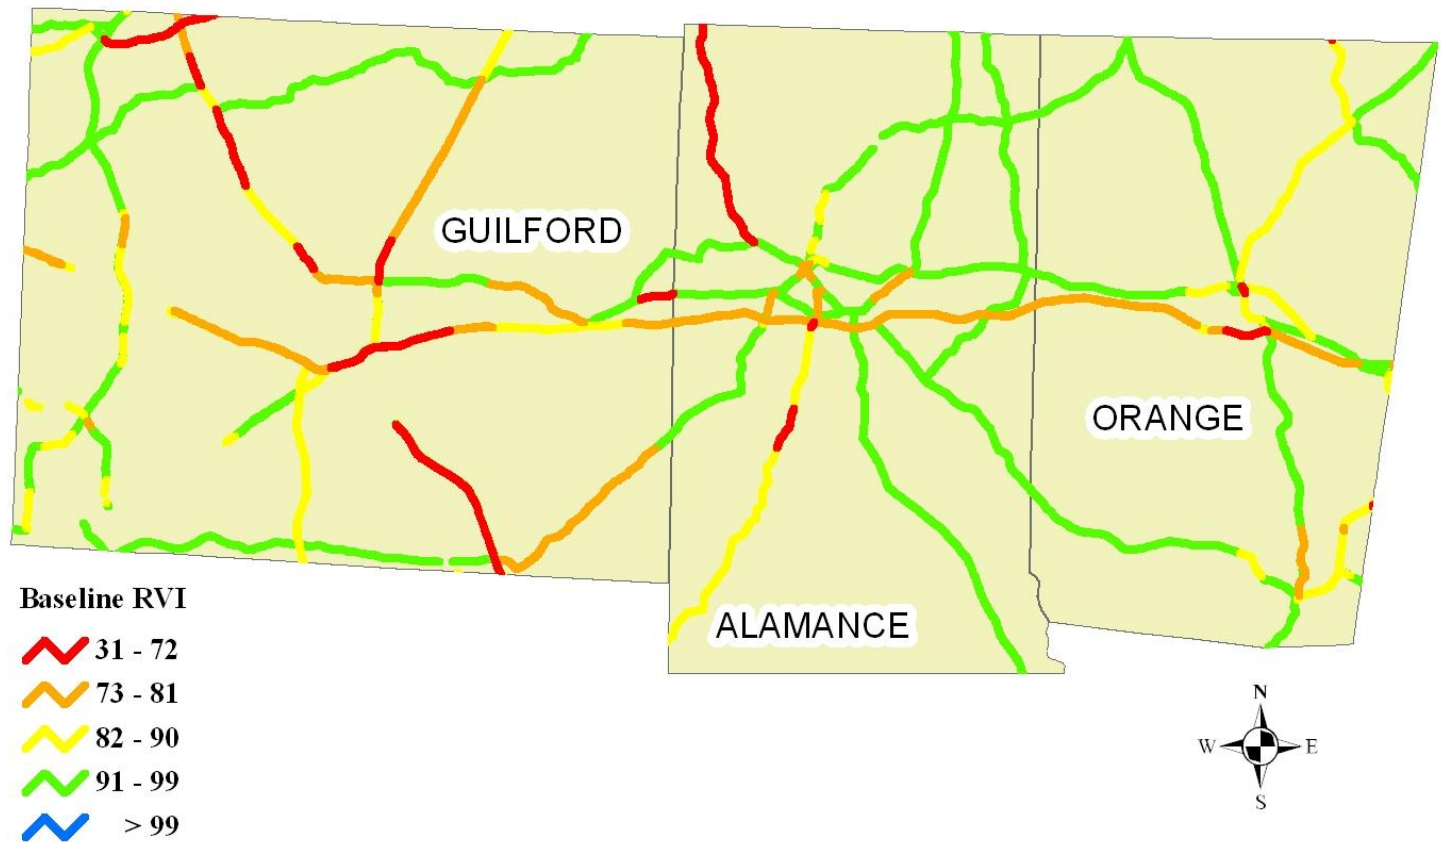 GUILFORD
ORANGE
ALAMANCE
Baseline RVI
31 - 72
73 - 81
82 - 90
91 - 99
> 99
N
W E
S